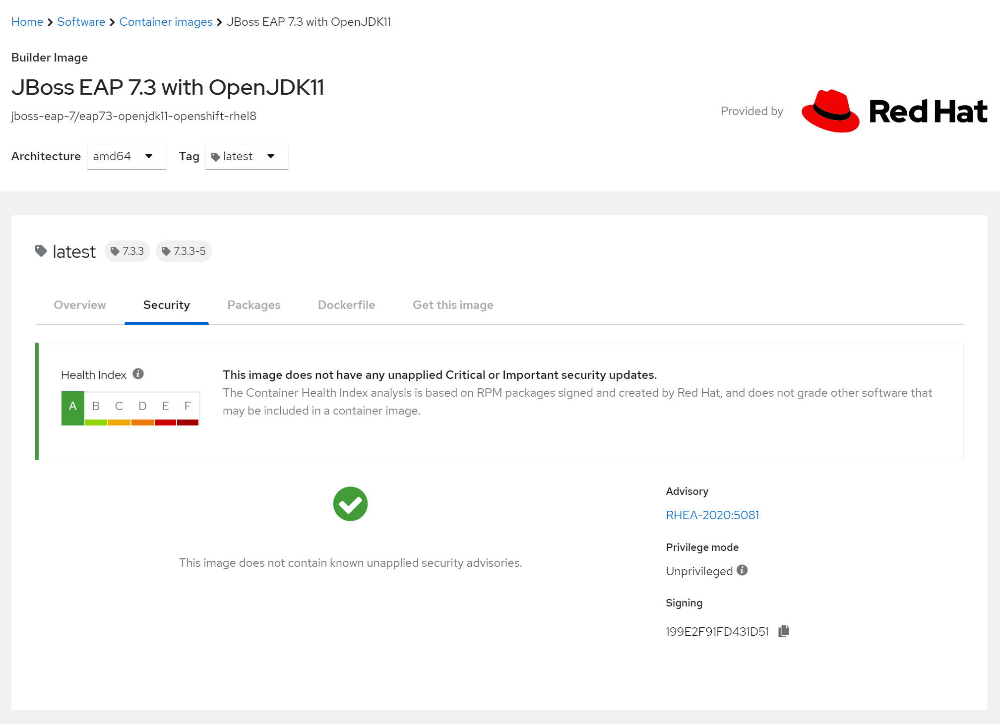 Home Software Container images JBoss EAP 7.3 with OpenJDK11
Builder Image
JBoss EAP 7.3 with OpenJDK11
jboss-eap-7/eap73-openjdk11-openshift-rhel8
Provided by Red Hat
Architecture amd64 Tag latest
latest 7.3.3 7.3.3-5
Overview Security Packages Dockerfile Get this image
Health Index
A B C D E F
This image does not have any unapplied Critical or Important security updates.
The Container Health Index analysis is based on RPM packages signed and created by Red Hat, and does not grade other software that
may be included in a container image.
This image does not contain known unapplied security advisories.
Advisory
RHEA-2020:5081
Privilege mode
Unprivileged
Signing
199E2F91FD431D51